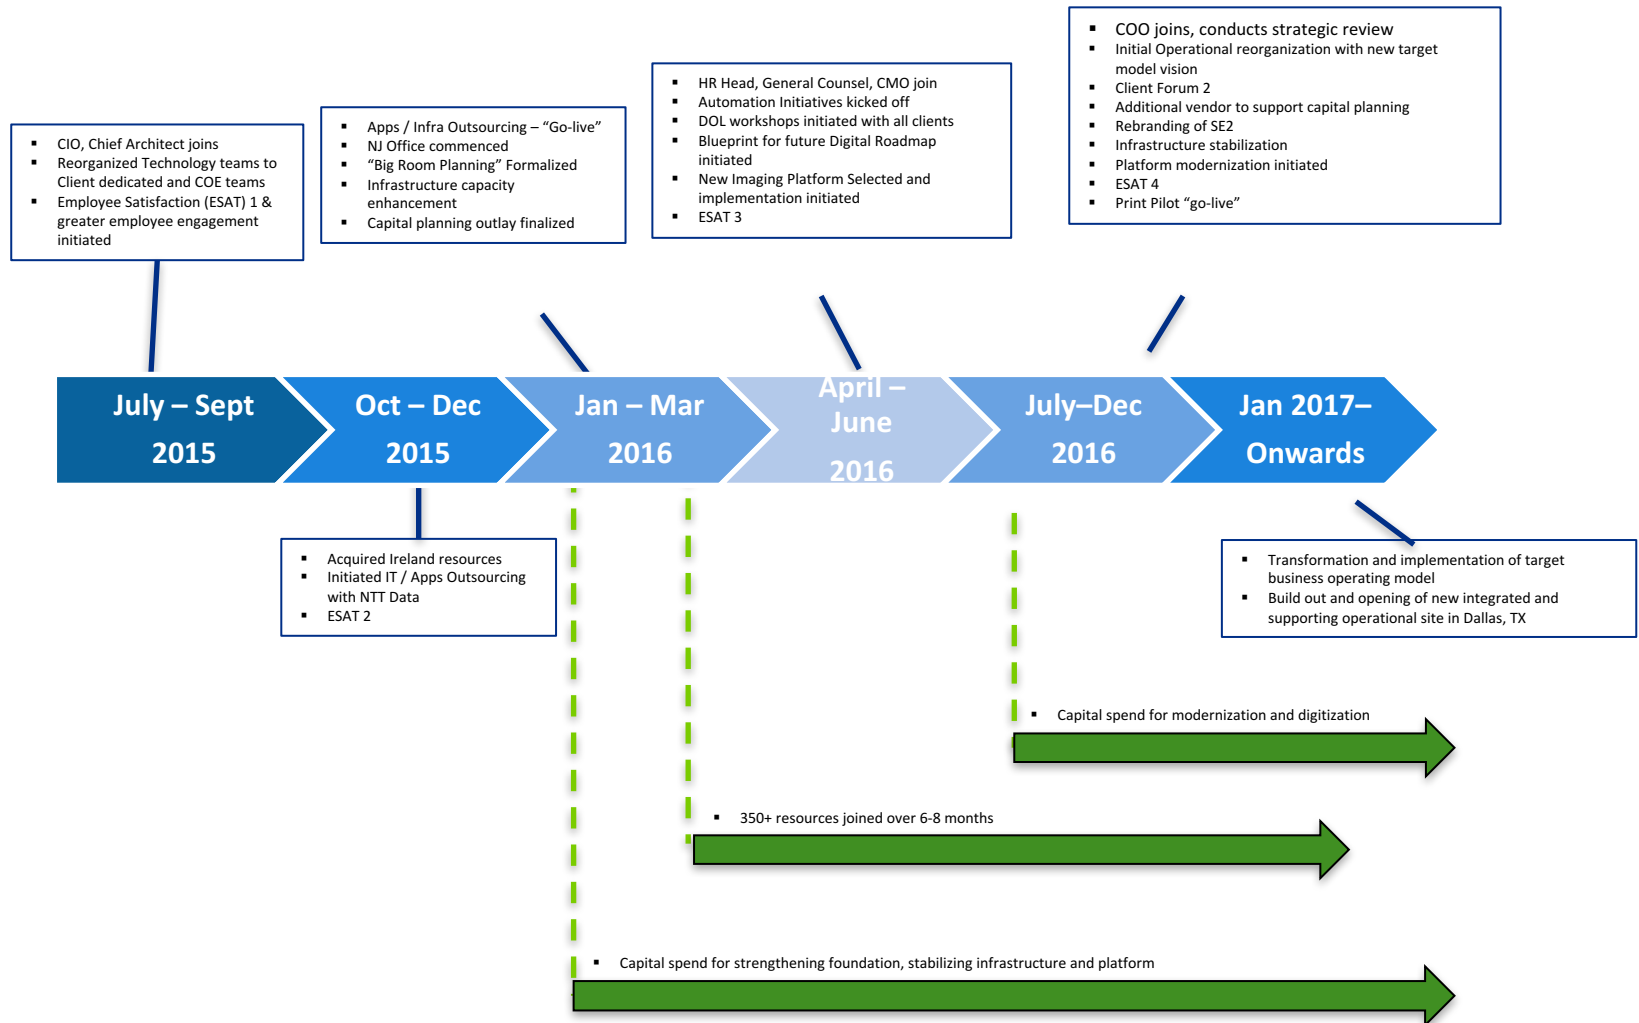 ▪ CIO, Chief Architect joins
▪ Reorganized Technology teams to
Client dedicated and COE teams
▪ Employee Satisfaction (ESAT) 1 &
greater employee engagement
initiated
▪ Apps / Infra Outsourcing – “Go-live”
▪ NJ Office commenced
▪ “Big Room Planning” Formalized
▪ Infrastructure capacity
enhancement
▪ Capital planning outlay finalized
▪ HR Head, General Counsel, CMO join
▪ Automation Initiatives kicked off
▪ DOL workshops initiated with all clients
▪ Blueprint for future Digital Roadmap
initiated
▪ New Imaging Platform Selected and
implementation initiated
▪ ESAT 3
▪ COO joins, conducts strategic review
▪ Initial Operational reorganization with new target
model vision
▪ Client Forum 2
▪ Additional vendor to support capital planning
▪ Rebranding of SE2
▪ Infrastructure stabilization
▪ Platform modernization initiated
▪ ESAT 4
▪ Print Pilot “go-live”
July – Sept
2015
Oct – Dec
2015
Jan – Mar
2016
April –
June
2016
July–Dec
2016
Jan 2017–
Onwards
▪ Acquired Ireland resources
▪ Initiated IT / Apps Outsourcing
with NTT Data
▪ ESAT 2
▪ Transformation and implementation of target
business operating model
▪ Build out and opening of new integrated and
supporting operational site in Dallas, TX
▪ Capital spend for modernization and digitization
▪ 350+ resources joined over 6-8 months
▪ Capital spend for strengthening foundation, stabilizing infrastructure and platform